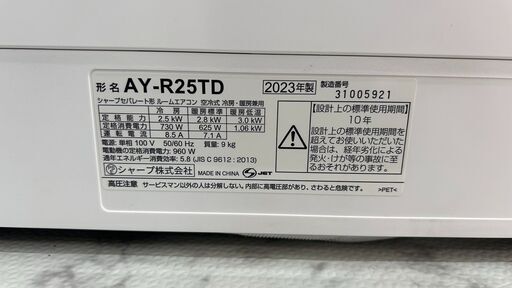 形 名 AY-R25TD 2023年製 製造番号 31005921
シャープセパレート形 ルームエアコン 空冷式 冷房・暖房兼用
冷房 暖房標準 暖房低温
定格能力 2.5 kW 2.8 kW 3.0 kW
定格消費電力 730 W 625 W 1.06 kW
運転電流 8.5 A 7.1 A
電源: 単相 100 V 50/60 Hz 質量: 9 kg
電動機の定格消費電力: 960 W
通年エネルギー消費効率: 5.8 (JIS C 9612 : 2013)
シャープ株式会社 MADE IN CHINA JET
高圧注意 サービスマン以外の人は分解しない。内部に高電圧部があり、さわると危険です。
【設計上の標準使用期間】
10年
設計上の標準使用期間を
超えてお使いいただいた
場合は、経年劣化による
発火・けが等の事故に至
るおそれがあります。
>PET<